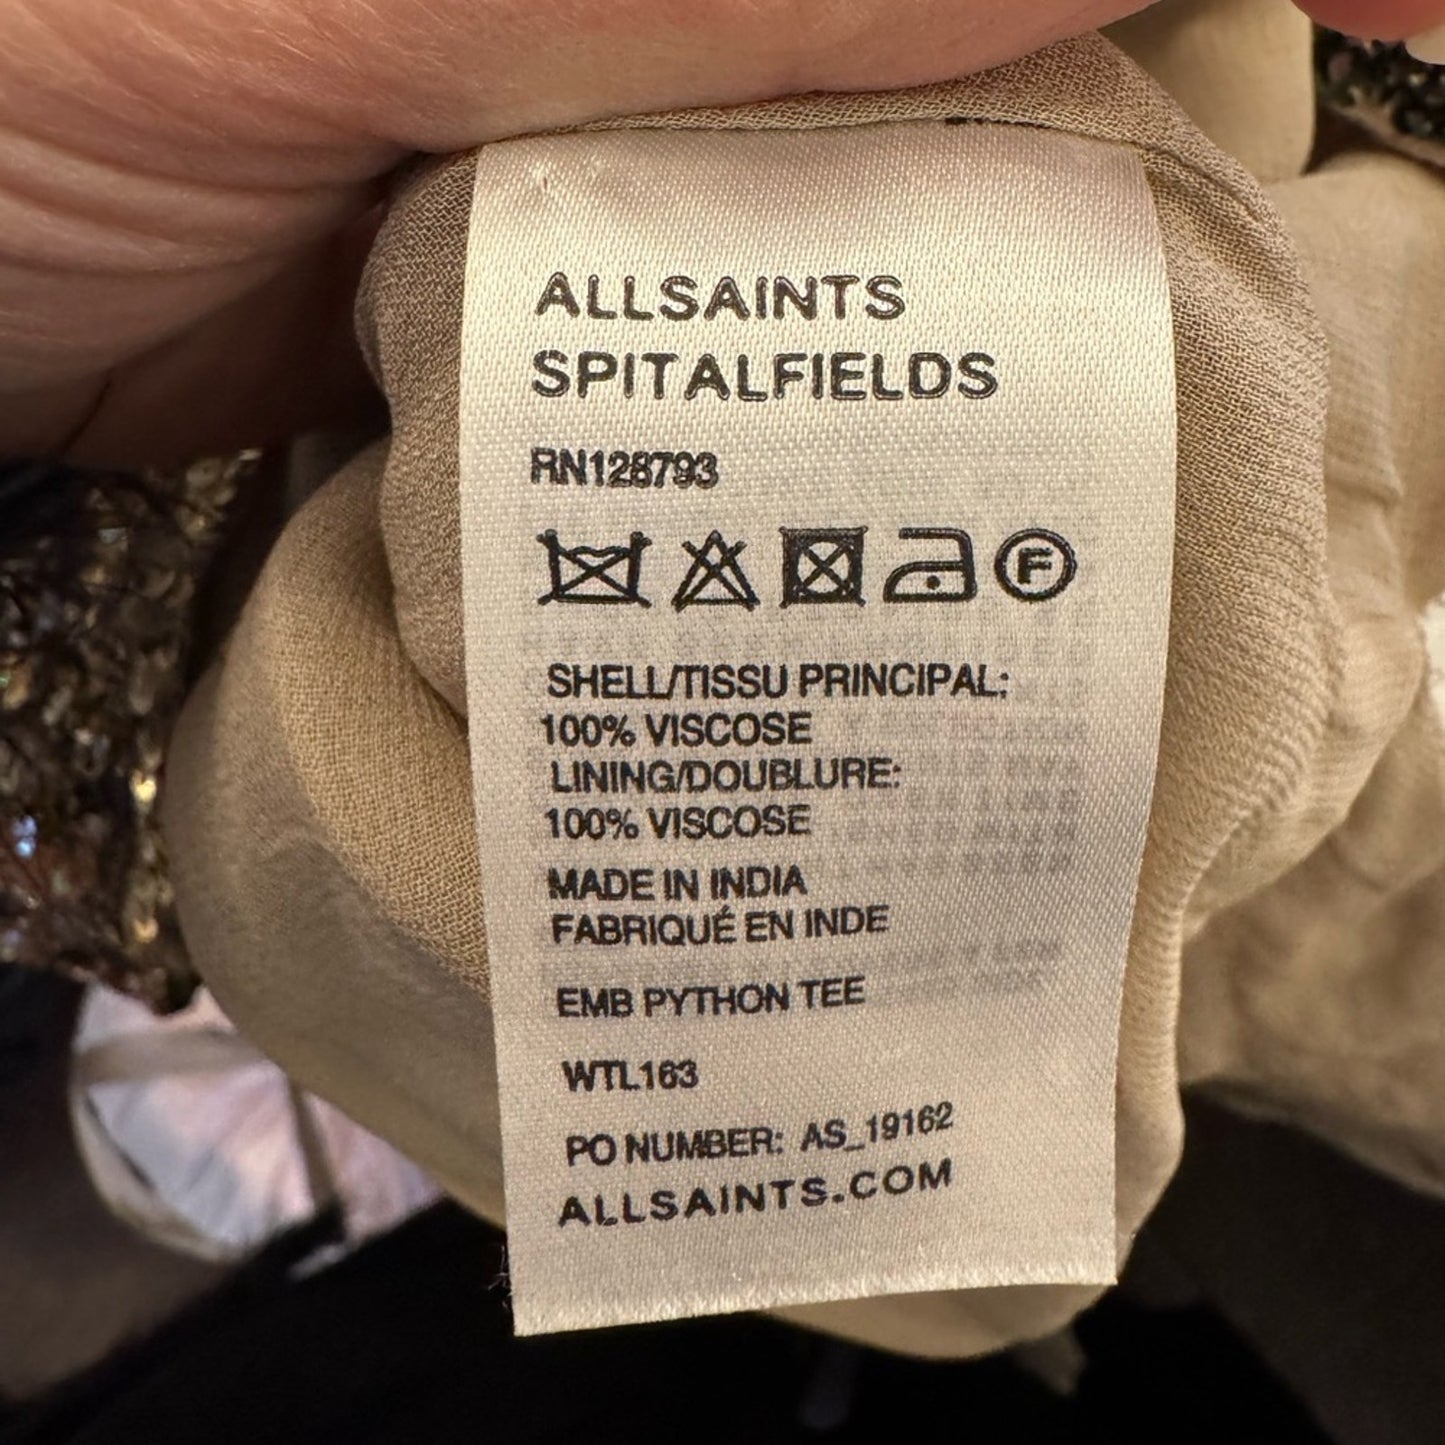 ALLSAINTS
SPITALFIELDS
RN128793
F
SHELL/TISSU PRINCIPAL:
100% VISCOSE
LINING/DOUBLURE:
100% VISCOSE
MADE IN INDIA
FABRIQUÉ EN INDE
EMB PYTHON TEE
WTL163
PO NUMBER: AS_19162
ALLSAINTS.COM